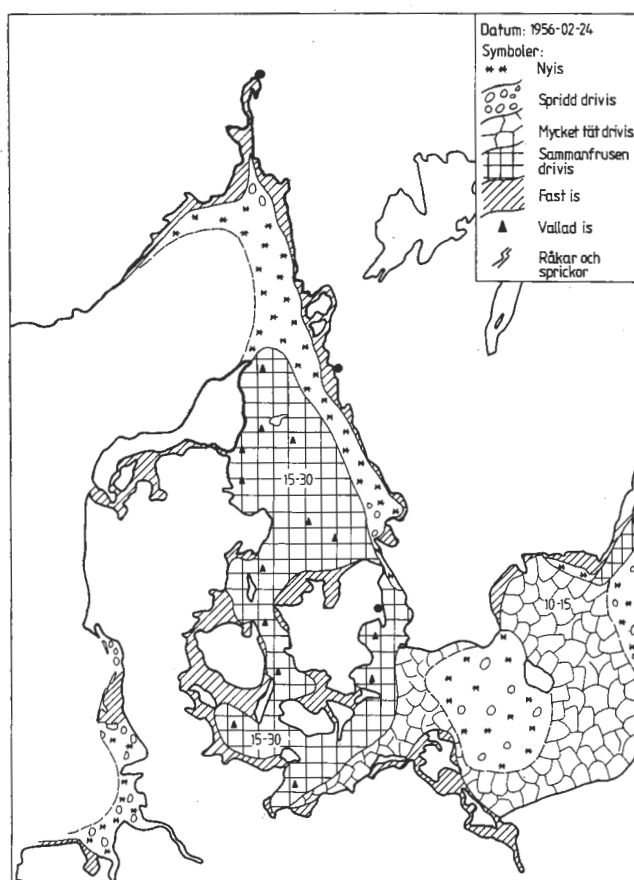 Datum: 1956-02-24
Symboler:
Nyis
Spridd drivis
Mycket tät drivis
Sammanfrusen
drivis
Fast is
Vallad is
Råkar och
sprickor
15-30
10-15
15-30